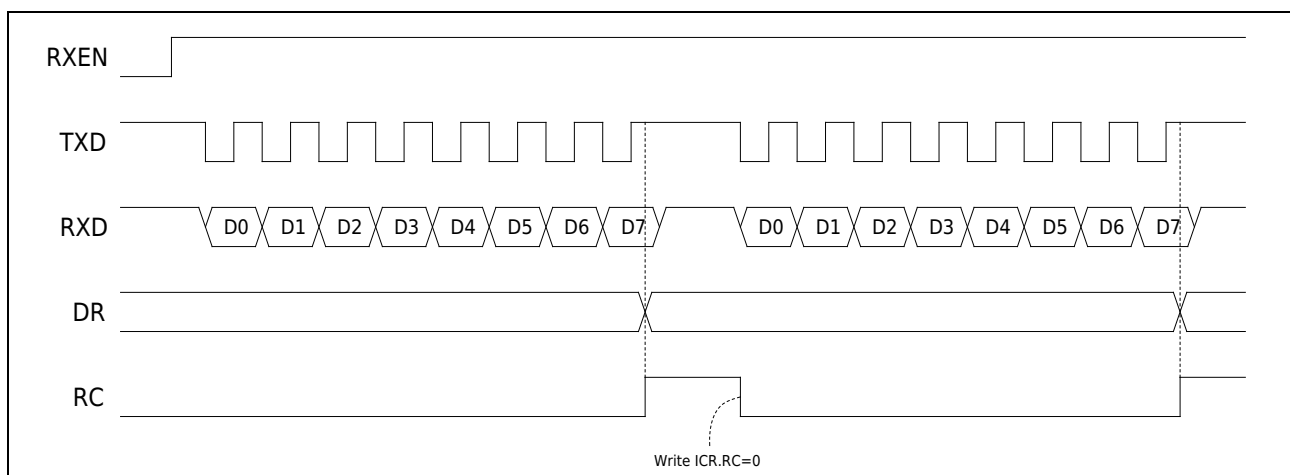 RXEN
TXD
RXD D0 D1 D2 D3 D4 D5 D6 D7 D0 D1 D2 D3 D4 D5 D6 D7
DR
RC
Write ICR.RC=0